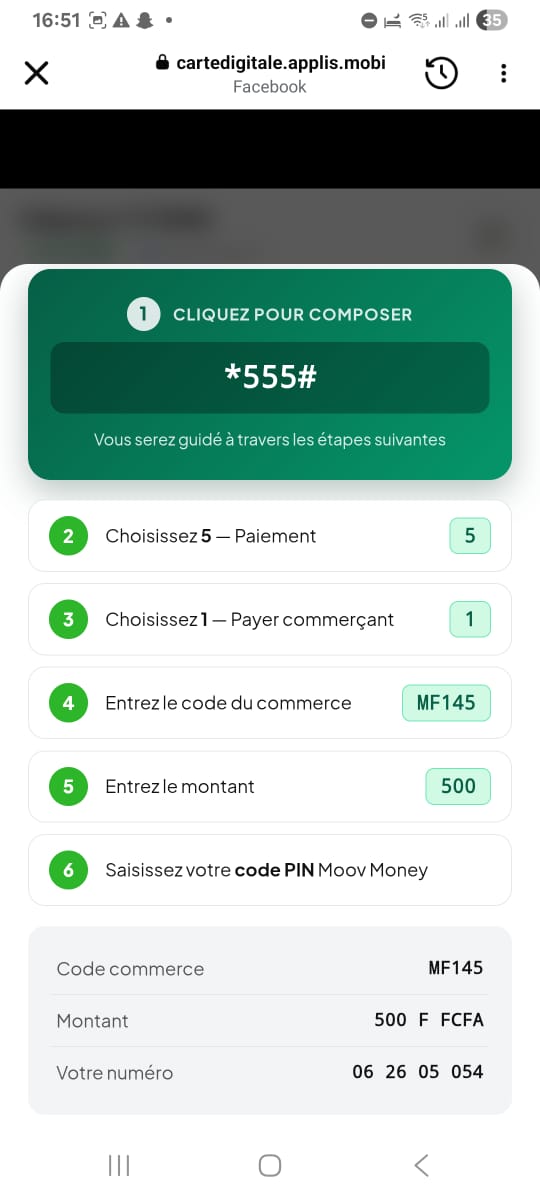 16:51
35
cartedigitale.applis.mobi
Facebook
1 CLIQUEZ POUR COMPOSER
*555#
Vous serez guidé à travers les étapes suivantes
2 Choisissez 5 — Paiement 5
3 Choisissez 1 — Payer commerçant 1
4 Entrez le code du commerce MF145
5 Entrez le montant 500
6 Saisissez votre code PIN Moov Money
Code commerce MF145
Montant 500 F FCFA
Votre numéro 06 26 05 054